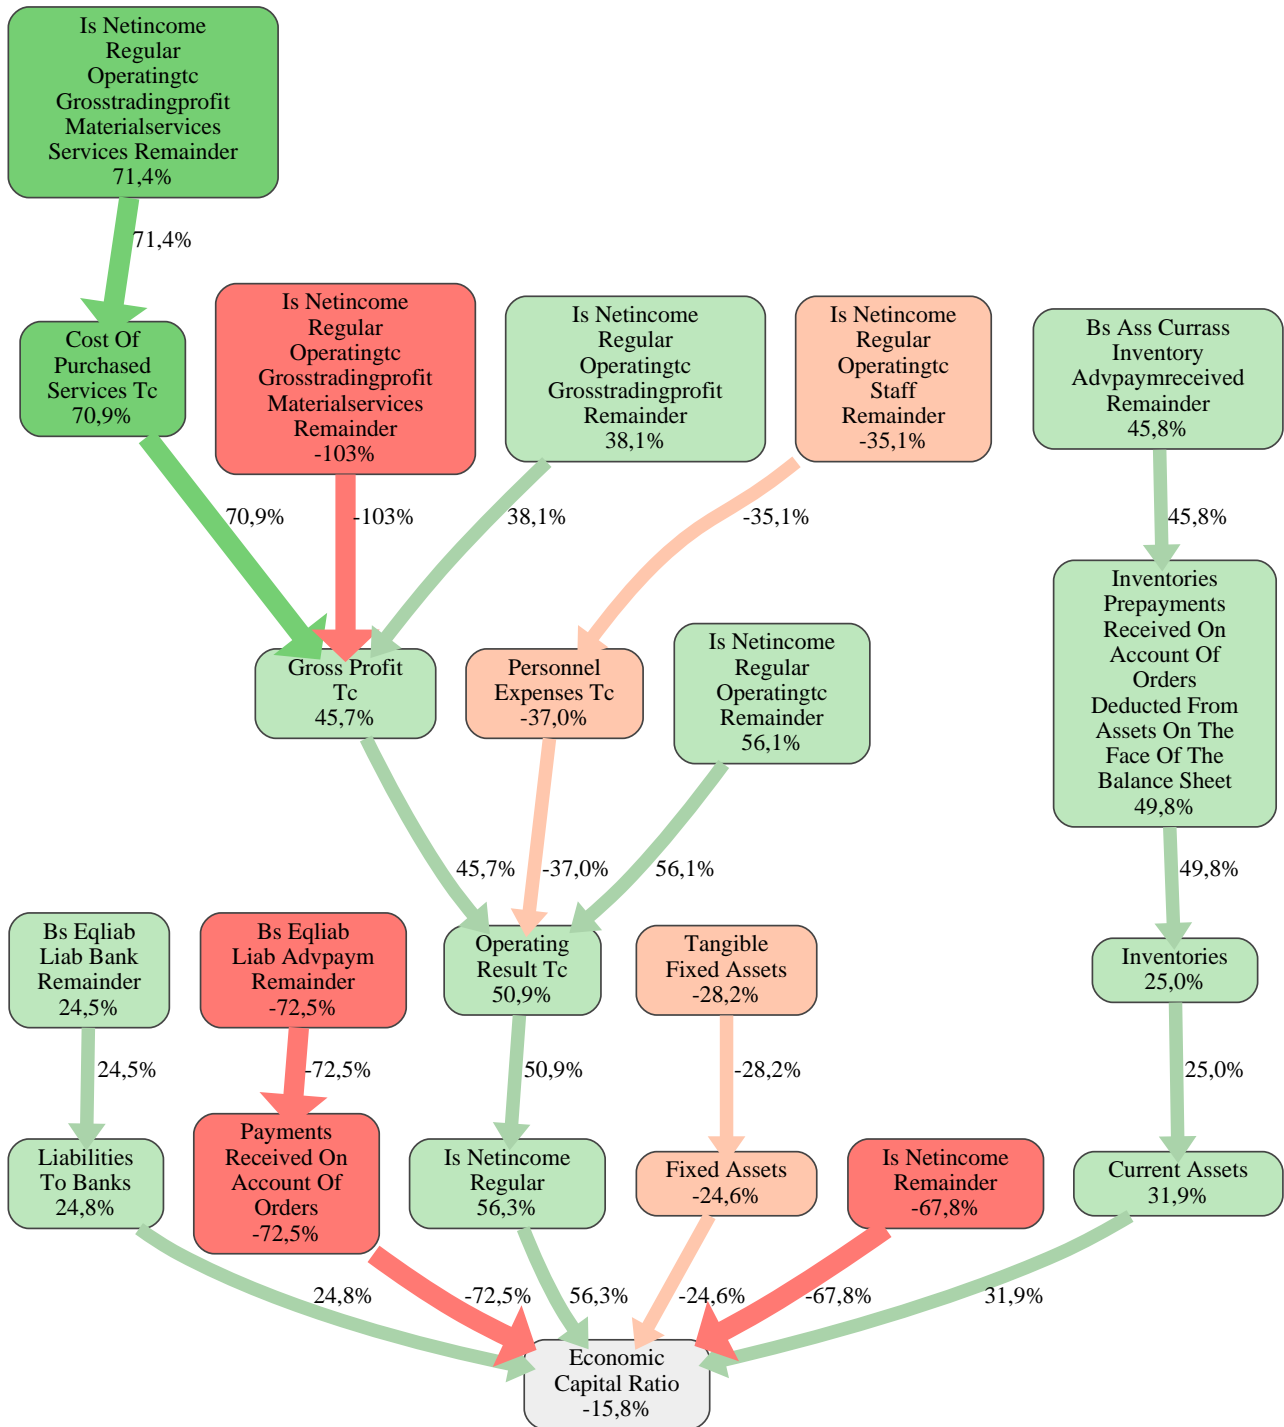 Is Netincome
Regular
Operatingtc
Grosstradingprofit
Materialservices
Services Remainder
71,4%
71,4%
Cost Of
Purchased
Services Tc
70,9%
Is Netincome
Regular
Operatingtc
Grosstradingprofit
Materialservices
Remainder
-103%
Is Netincome
Regular
Operatingtc
Grosstradingprofit
Remainder
38,1%
Is Netincome
Regular
Operatingtc
Staff
Remainder
-35,1%
Bs Ass Currass
Inventory
Advpaymreceived
Remainder
45,8%
70,9%
-103%
38,1%
-35,1%
45,8%
Gross Profit
Tc
45,7%
Personnel
Expenses Tc
-37,0%
Is Netincome
Regular
Operatingtc
Remainder
56,1%
Inventories
Prepayments
Received On
Account Of
Orders
Deducted From
Assets On The
Face Of The
Balance Sheet
49,8%
45,7%
-37,0%
56,1%
49,8%
Bs Eqliab
Liab Bank
Remainder
24,5%
Bs Eqliab
Liab Advpaym
Remainder
-72,5%
Operating
Result Tc
50,9%
Tangible
Fixed Assets
-28,2%
Inventories
25,0%
24,5%
-72,5%
50,9%
-28,2%
25,0%
Liabilities
To Banks
24,8%
Payments
Received On
Account Of
Orders
-72,5%
Is Netincome
Regular
56,3%
Fixed Assets
-24,6%
Is Netincome
Remainder
-67,8%
Current Assets
31,9%
24,8%
-72,5%
56,3%
-24,6%
-67,8%
31,9%
Economic
Capital Ratio
-15,8%